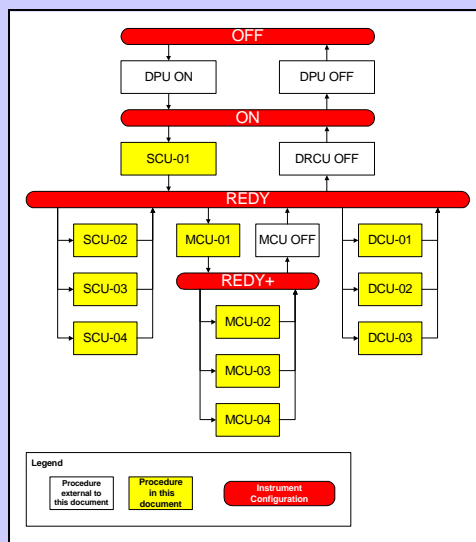 OFF
DPU ON
DPU OFF
ON
SCU-01
DRCU OFF
REDY
SCU-02
MCU-01
MCU OFF
DCU-01
SCU-03
REDY+
DCU-02
SCU-04
MCU-02
DCU-03
MCU-03
MCU-04
Legend
Procedure
external to
this document
Procedure
in this
document
Instrument
Configuration